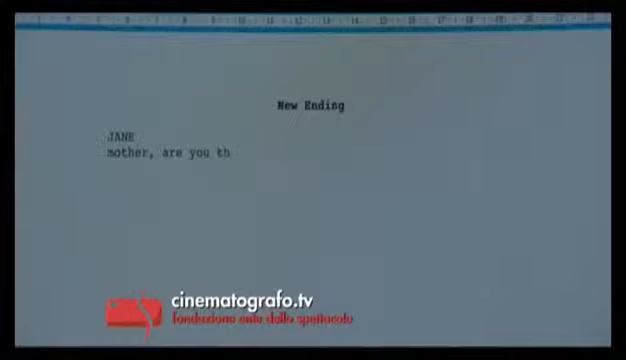 New Ending
JANE
mother, are you th
cinematografo.tv
fondazione ente dello spettacolo